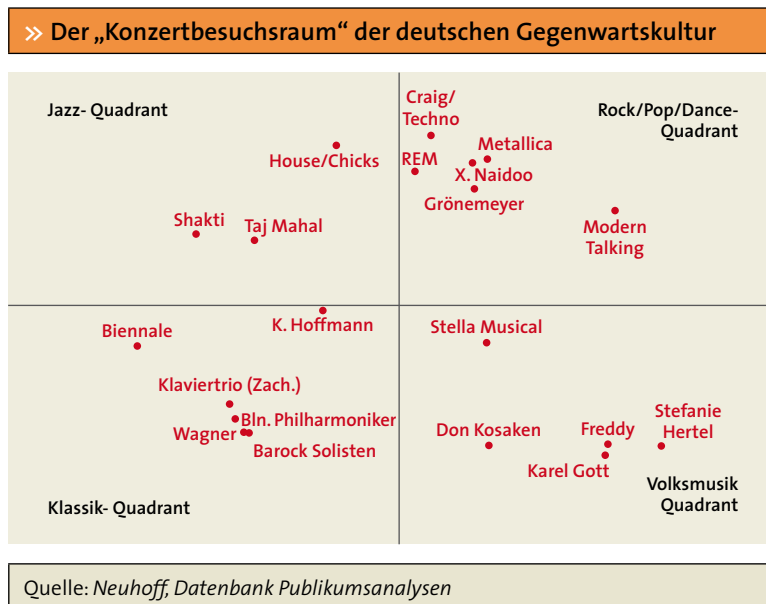 » Der „Konzertbesuchsraum“ der deutschen Gegenwartskultur
Jazz- Quadrant
Rock/Pop/Dance-
Quadrant
Craig/
Techno
House/Chicks
REM
Metallica
X. Naidoo
Grönemeyer
Shakti
Taj Mahal
Modern
Talking
Biennale
K. Hoffmann
Stella Musical
Klaviertrio (Zach.)
Bln. Philharmoniker
Wagner
Barock Solisten
Don Kosaken
Freddy
Stefanie
Hertel
Karel Gott
Klassik- Quadrant
Volksmusik
Quadrant
Quelle: Neuhoff, Datenbank Publikumsanalysen